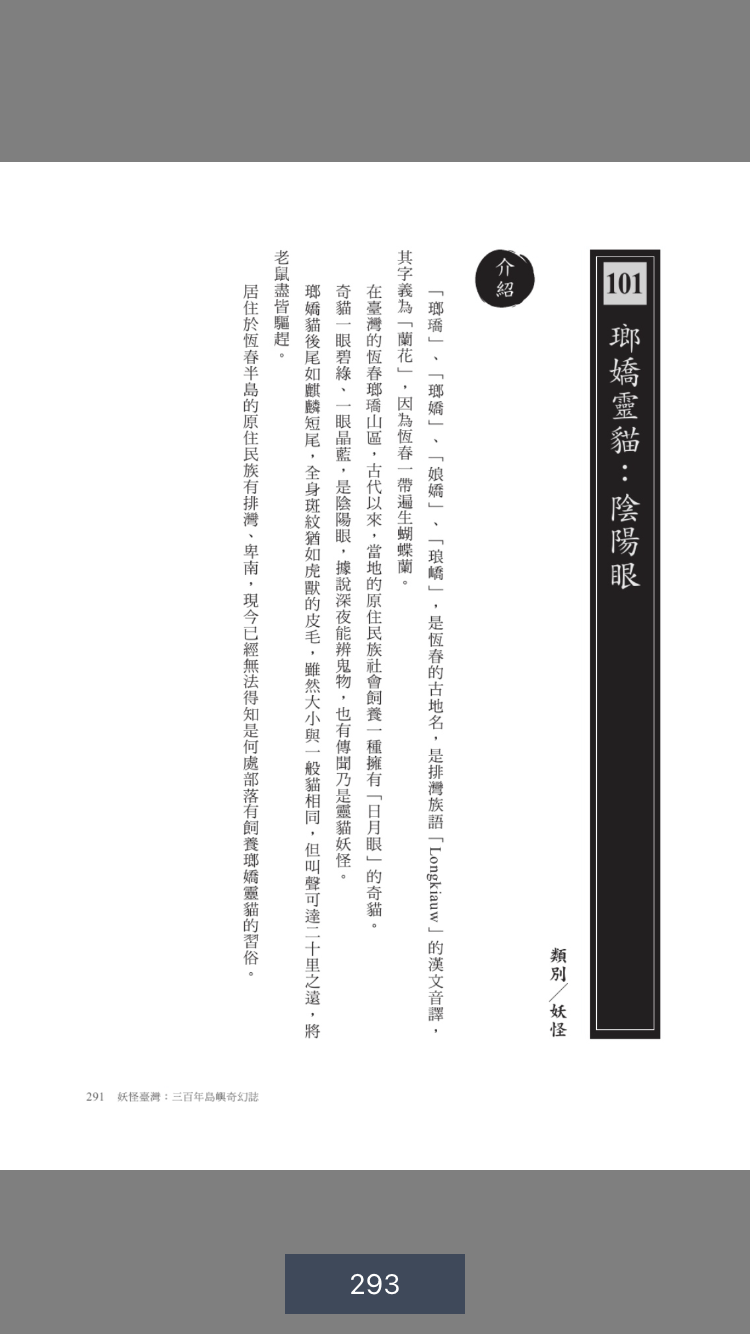 101
瑯嬌靈貓：陰陽眼
類別／妖怪
介紹
「瑯㻪」、「瑯嬌」、「娘嬌」、「琅嶠」，是恆春的古地名，是排灣族語「Longkiauw」的漢文音譯，
其字義為「蘭花」，因為恆春一帶遍生蝴蝶蘭。
在臺灣的恆春瑯㻪山區，古代以來，當地的原住民族社會飼養一種擁有「日月眼」的奇貓。
奇貓一眼碧綠、一眼晶藍，是陰陽眼，據說深夜能辨鬼物，也有傳聞乃是靈貓妖怪。
瑯嬌貓後尾如麒麟短尾，全身斑紋猶如虎獸的皮毛，雖然大小與一般貓相同，但叫聲可達二十里之遠，將
老鼠盡皆驅趕。
居住於恆春半島的原住民族有排灣、卑南，現今已經無法得知是何處部落有飼養瑯嬌靈貓的習俗。
291 妖怪臺灣：三百年島嶼奇幻誌
293